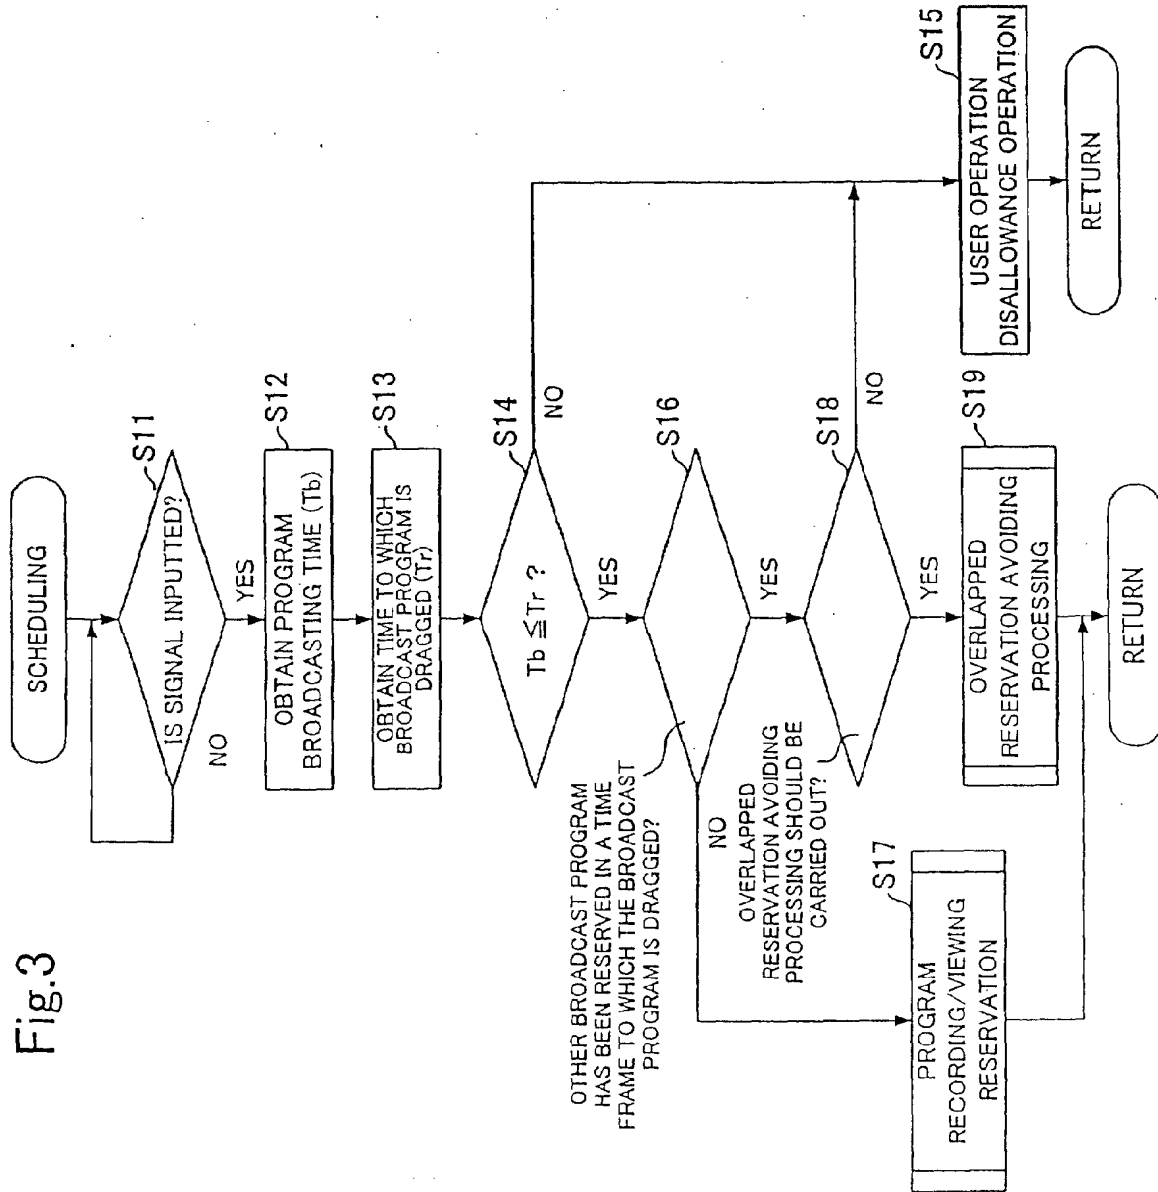 Fig.3
SCHEDULING
S11
IS SIGNAL INPUTTED?
NO
YES
S12
OBTAIN PROGRAM
BROADCASTING TIME (Tb)
S13
OBTAIN TIME TO WHICH
BROADCAST PROGRAM IS
DRAGGED (Tr)
S14
Tb ≦ Tr ?
NO
YES
S16
OTHER BROADCAST PROGRAM
HAS BEEN RESERVED IN A TIME
FRAME TO WHICH THE BROADCAST
PROGRAM IS DRAGGED?
NO
YES
S18
OVERLAPPED
RESERVATION AVOIDING
PROCESSING SHOULD BE
CARRIED OUT?
NO
YES
S17
PROGRAM
RECORDING/VIEWING
RESERVATION
S19
OVERLAPPED
RESERVATION AVOIDING
PROCESSING
S15
USER OPERATION
DISALLOWANCE OPERATION
RETURN
RETURN